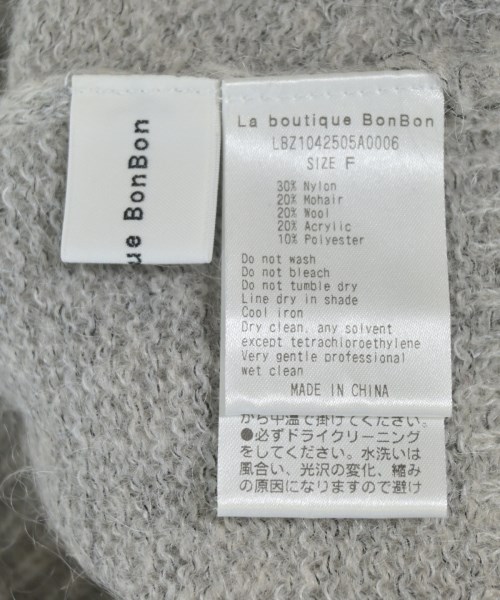 ue BonBon
La boutique BonBon
LBZ1042505A0006
SIZE F
30% Nylon
20% Mohair
20% Wool
20% Acrylic
10% Polyester
Do not wash
Do not bleach
Do not tumble dry
Line dry in shade
Cool iron
Dry clean, any solvent
except tetrachloroethylene
Very gentle professional
wet clean
MADE IN CHINA
から中温で掛けてください。
●必ずドライクリーニング
をしてください。水洗いは
風合い、光沢の変化、縮み
の原因になりますので避け